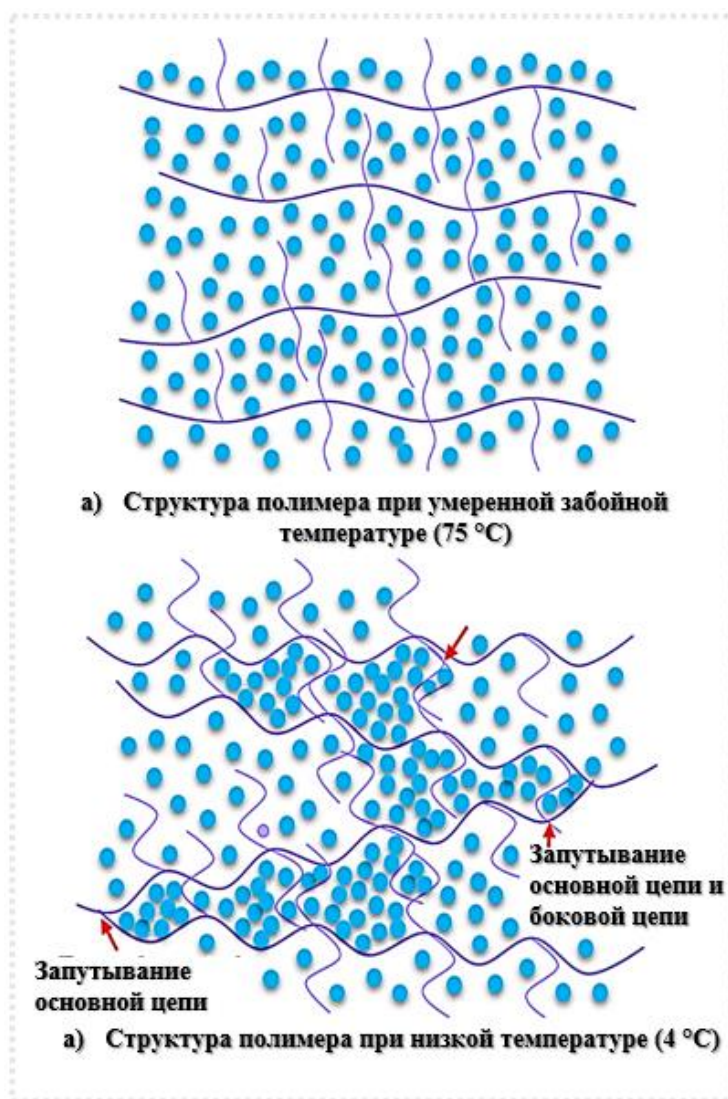 а) Структура полимера при умеренной забойной
температуре (75 °C)
Запутывание
основной цепи и
боковой цепи
Запутывание
основной цепи
а) Структура полимера при низкой температуре (4 °C)